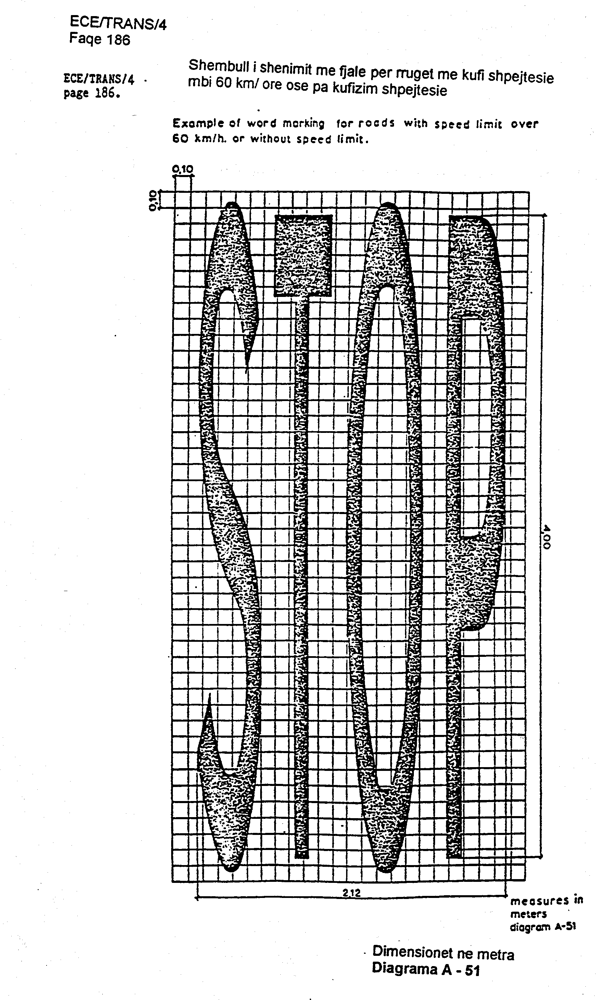 ECE/TRANS/4
Faqe 186
ECE/TRANS/4
page 186.
Shembull i shenimit me fjale per rruget me kufi shpejtesie
mbi 60 km/ ore ose pa kufizim shpejtesie
Example of word marking for roads with speed limit over
60 km/h. or without speed limit.
0,10
0,10
STOP
4,00
2,12
measures in
meters
diagram A-51
Dimensionet ne metra
Diagrama A - 51